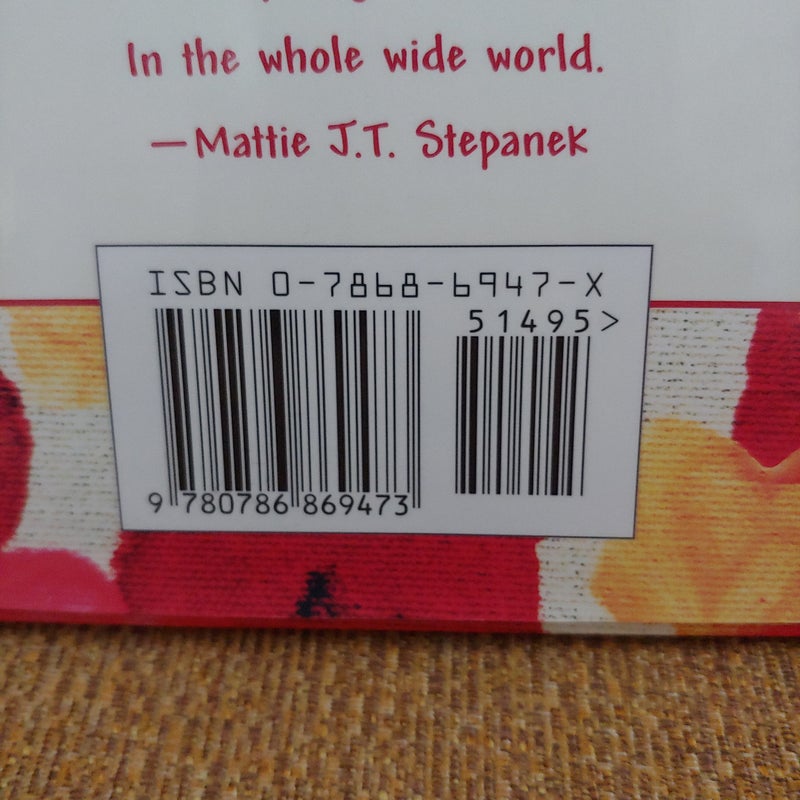 In the whole wide world.
—Mattie J.T. Stepanek
ISBN 0-7868-6947-X
51495>
9 780786 869473